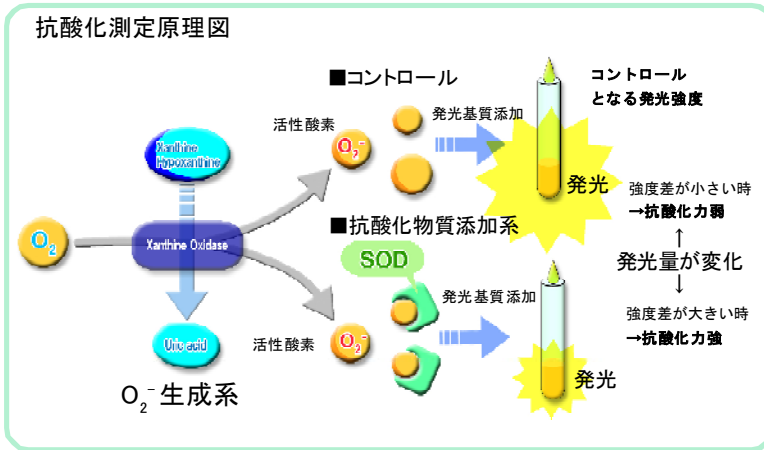 抗酸化測定原理図
■コントロール
コントロール
となる発光強度
活性酸素
発光基質添加
Xanthine
Hypoxanthine
O₂⁻
発光
強度差が小さい時
→抗酸化力弱
↑
発光量が変化
↓
強度差が大きい時
→抗酸化力強
O₂
Xanthine Oxidase
■抗酸化物質添加系
SOD
発光基質添加
活性酸素
O₂⁻
発光
Uric acid
O₂⁻生成系